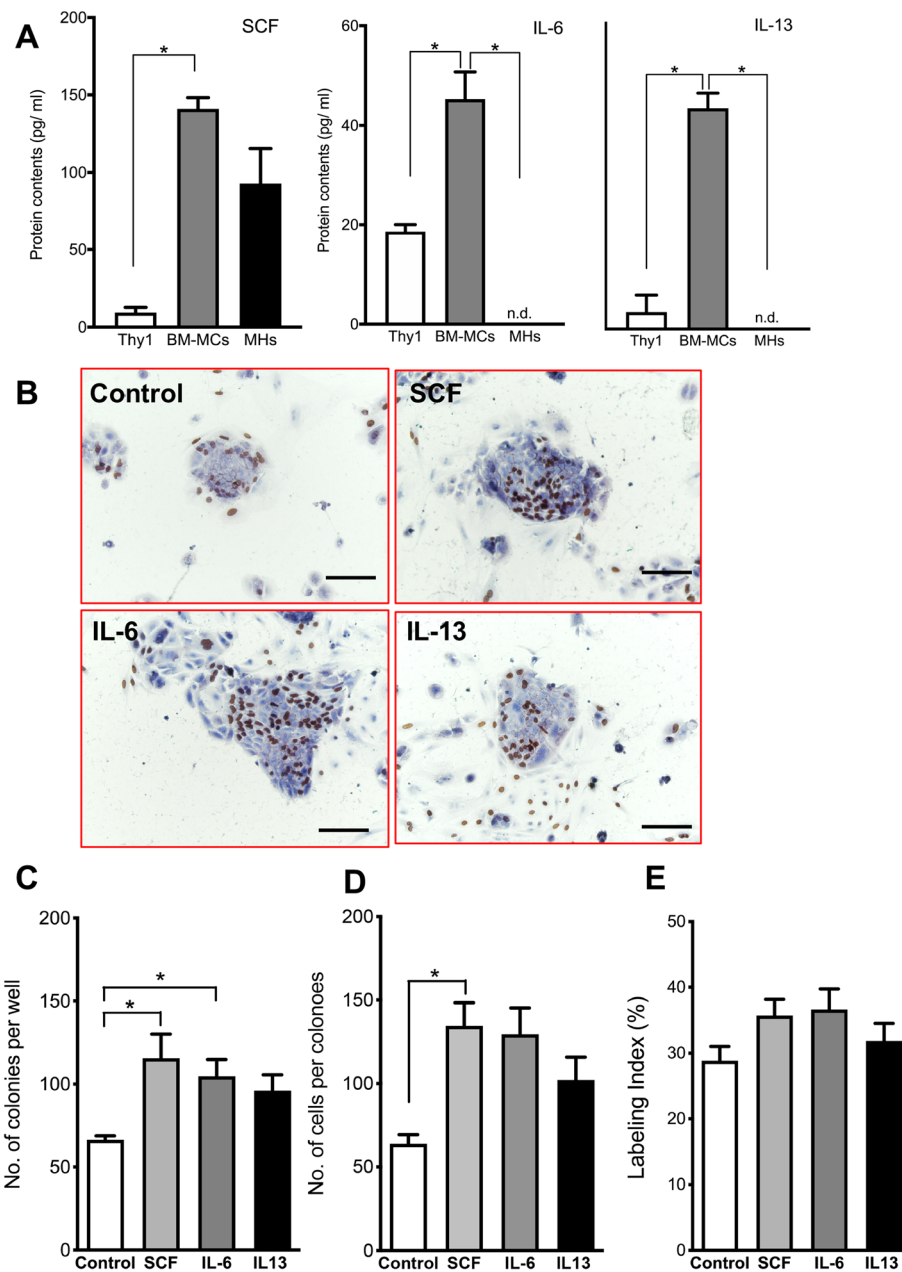 A
SCF
IL-6
IL-13
Protein contents (pg/ ml)
200
150
100
50
0
*
Thy1 BM-MCs MHs
Protein contents (pg/ ml)
60
40
20
0
* *
n.d.
Thy1 BM-MCs MHs
* *
n.d.
Thy1 BM-MCs MHs
B
Control
SCF
IL-6
IL-13
C
No. of colonies per well
200
150
100
50
0
*
*
Control SCF IL-6 IL13
D
No. of cells per colonoes
200
150
100
50
0
*
Control SCF IL-6 IL13
E
Labeling Index (%)
50
40
30
20
10
0
Control SCF IL-6 IL13